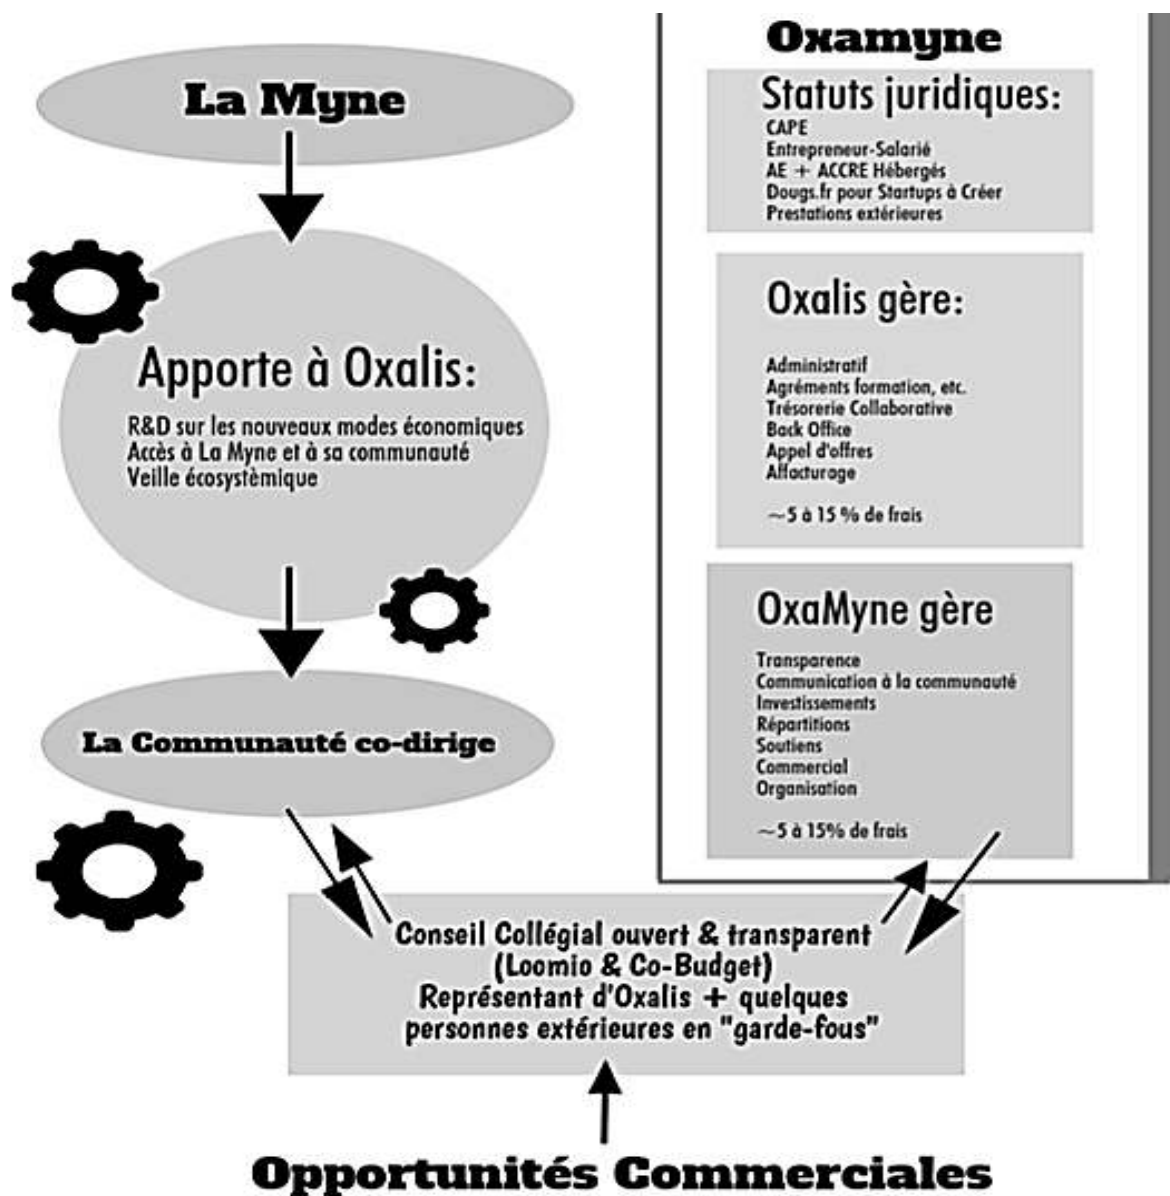 La Myne
Apporte à Oxalis:
R&D sur les nouveaux modes économiques
Accès à La Myne et à sa communauté
Veille écosystèmique
La Communauté co-dirige
Oxamyne
Statuts juridiques:
CAPE
Entrepreneur-Salarié
AE + ACCRE Hébergés
Dougs.fr pour Startups à Créer
Prestations extérieures
Oxalis gère:
Administratif
Agréments formation, etc.
Trésorerie Collaborative
Back Office
Appel d'offres
Affacturage
~5 à 15 % de frais
OxaMyne gère
Transparence
Communication à la communauté
Investissements
Répartitions
Soutiens
Commercial
Organisation
~5 à 15% de frais
Conseil Collégial ouvert & transparent
(Loomio & Co-Budget)
Représentant d'Oxalis + quelques
personnes extérieures en "garde-fous"
Opportunités Commerciales